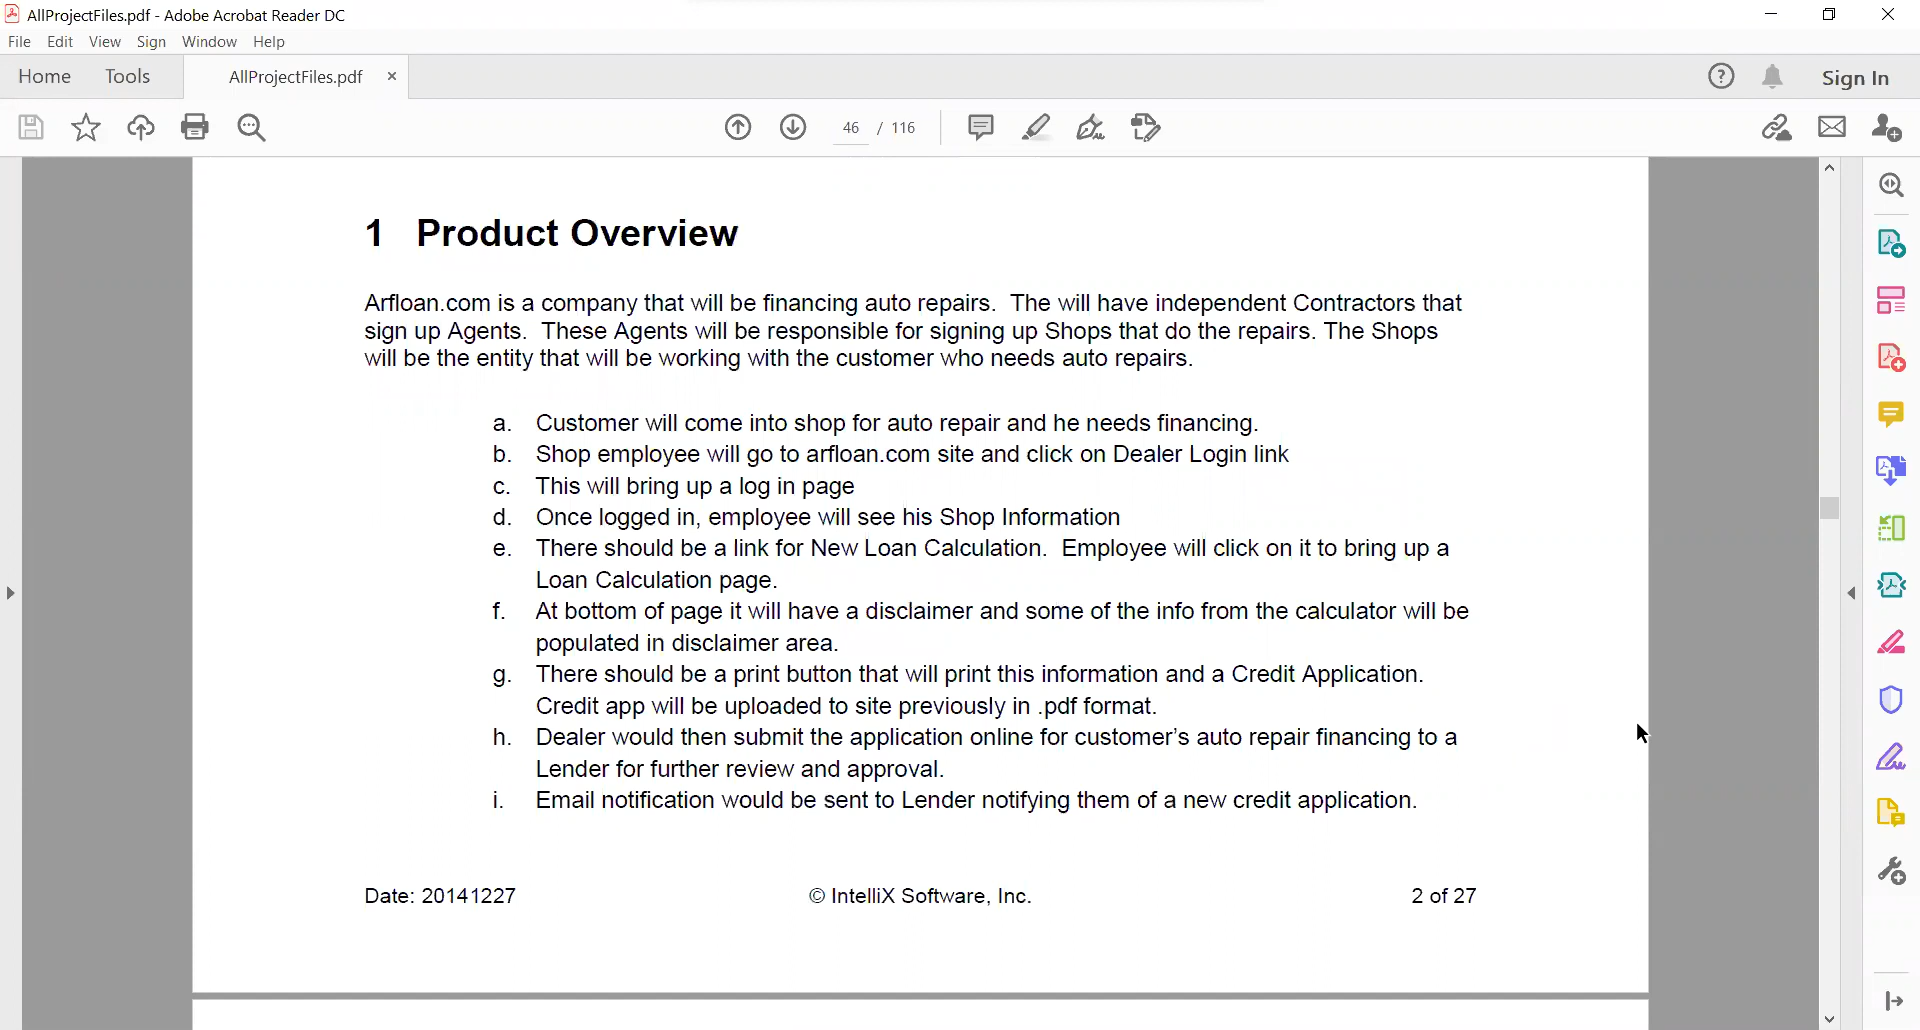 AllProjectFiles.pdf - Adobe Acrobat Reader DC
File Edit View Sign Window Help
Home Tools AllProjectFiles.pdf × Sign In
46 / 116
1 Product Overview
Arfloan.com is a company that will be financing auto repairs. The will have independent Contractors that
sign up Agents. These Agents will be responsible for signing up Shops that do the repairs. The Shops
will be the entity that will be working with the customer who needs auto repairs.
a. Customer will come into shop for auto repair and he needs financing.
b. Shop employee will go to arfloan.com site and click on Dealer Login link
c. This will bring up a log in page
d. Once logged in, employee will see his Shop Information
e. There should be a link for New Loan Calculation. Employee will click on it to bring up a
Loan Calculation page.
f. At bottom of page it will have a disclaimer and some of the info from the calculator will be
populated in disclaimer area.
g. There should be a print button that will print this information and a Credit Application.
Credit app will be uploaded to site previously in .pdf format.
h. Dealer would then submit the application online for customer's auto repair financing to a
Lender for further review and approval.
i. Email notification would be sent to Lender notifying them of a new credit application.
Date: 20141227 © IntelliX Software, Inc. 2 of 27